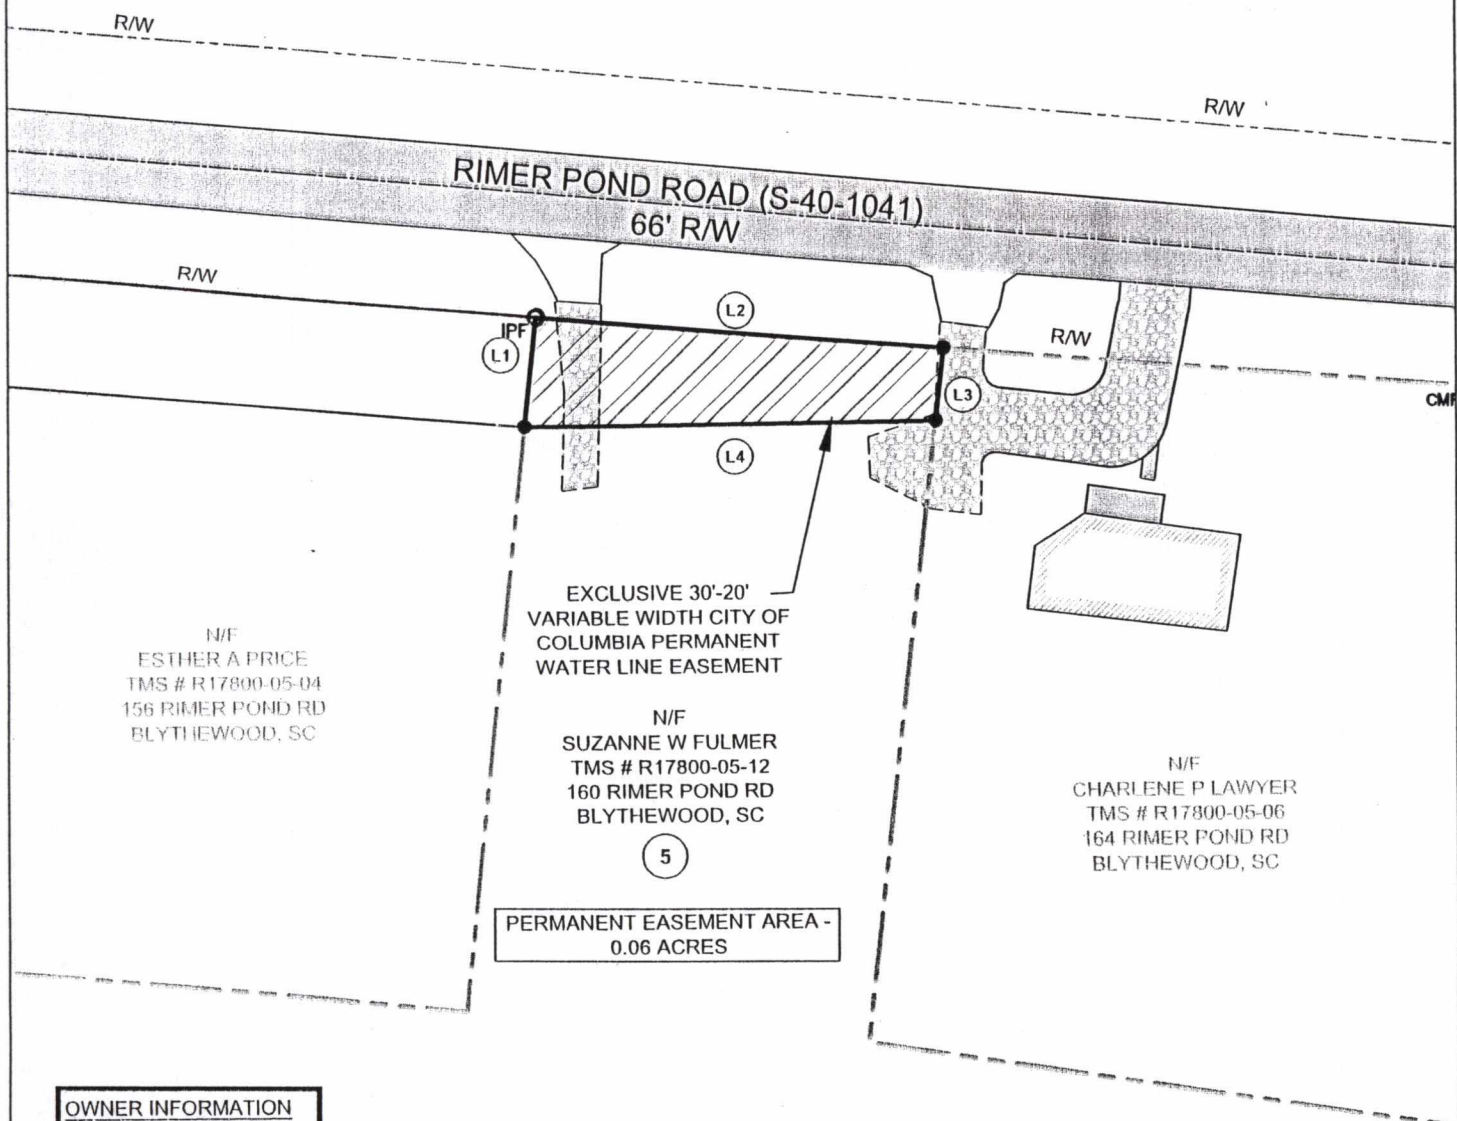 R/W
R/W
RIMER POND ROAD (S-40-1041)
66' R/W
R/W
IPF
L1
L2
R/W
L3
CMF
L4
EXCLUSIVE 30'-20'
VARIABLE WIDTH CITY OF
COLUMBIA PERMANENT
WATER LINE EASEMENT
N/F
ESTHER A PRICE
TMS # R17800-05-04
156 RIMER POND RD
BLYTHEWOOD, SC
N/F
SUZANNE W FULMER
TMS # R17800-05-12
160 RIMER POND RD
BLYTHEWOOD, SC
5
N/F
CHARLENE P LAWYER
TMS # R17800-05-06
164 RIMER POND RD
BLYTHEWOOD, SC
PERMANENT EASEMENT AREA -
0.06 ACRES
OWNER INFORMATION